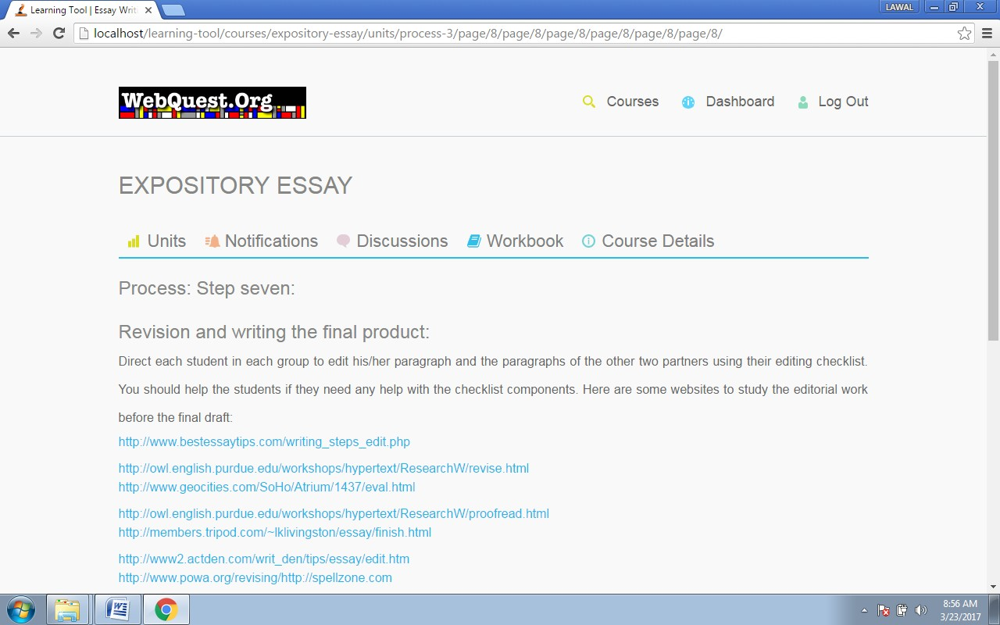 Learning Tool | Essay Writi
LAWAL
localhost/learning-tool/courses/expository-essay/units/process-3/page/8/page/8/page/8/page/8/page/8/page/8/
WebQuest.Org
Courses
Dashboard
Log Out
EXPOSITORY ESSAY
Units
Notifications
Discussions
Workbook
Course Details
Process: Step seven:
Revision and writing the final product:
Direct each student in each group to edit his/her paragraph and the paragraphs of the other two partners using their editing checklist.
You should help the students if they need any help with the checklist components. Here are some websites to study the editorial work
before the final draft:
http://www.bestessaytips.com/writing_steps_edit.php
http://owl.english.purdue.edu/workshops/hypertext/ResearchW/revise.html
http://www.geocities.com/SoHo/Atrium/1437/eval.html
http://owl.english.purdue.edu/workshops/hypertext/ResearchW/proofread.html
http://members.tripod.com/~lklivingston/essay/finish.html
http://www2.actden.com/writ_den/tips/essay/edit.htm
http://www.powa.org/revising/http://spellzone.com
8:56 AM
3/23/2017